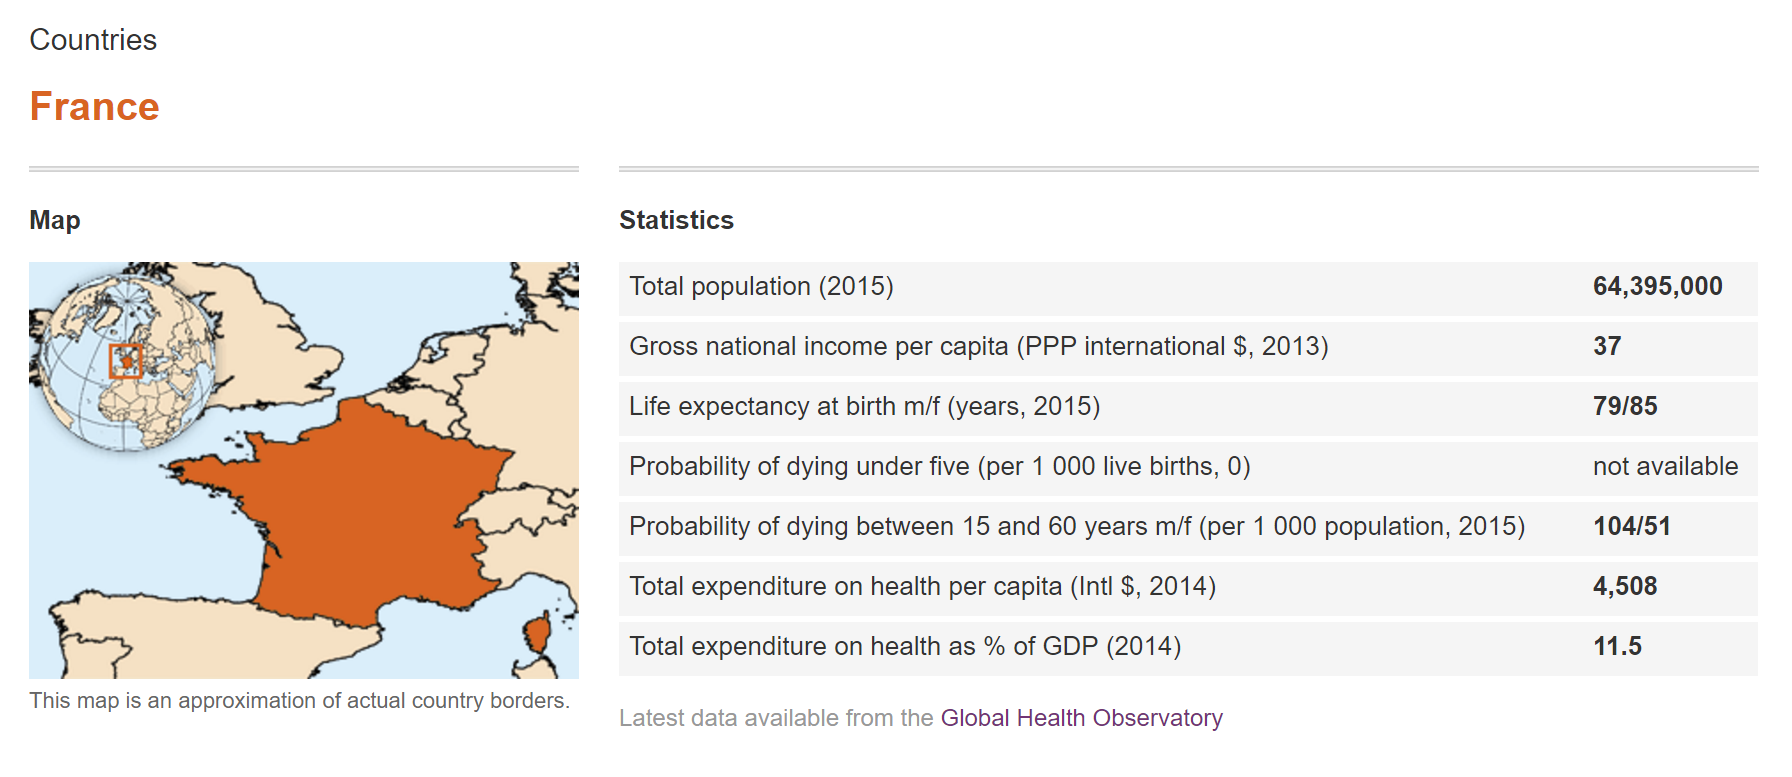 Countries
France
Map
This map is an approximation of actual country borders.
Statistics
Total population (2015) 64,395,000
Gross national income per capita (PPP international $, 2013) 37
Life expectancy at birth m/f (years, 2015) 79/85
Probability of dying under five (per 1 000 live births, 0) not available
Probability of dying between 15 and 60 years m/f (per 1 000 population, 2015) 104/51
Total expenditure on health per capita (Intl $, 2014) 4,508
Total expenditure on health as % of GDP (2014) 11.5
Latest data available from the Global Health Observatory